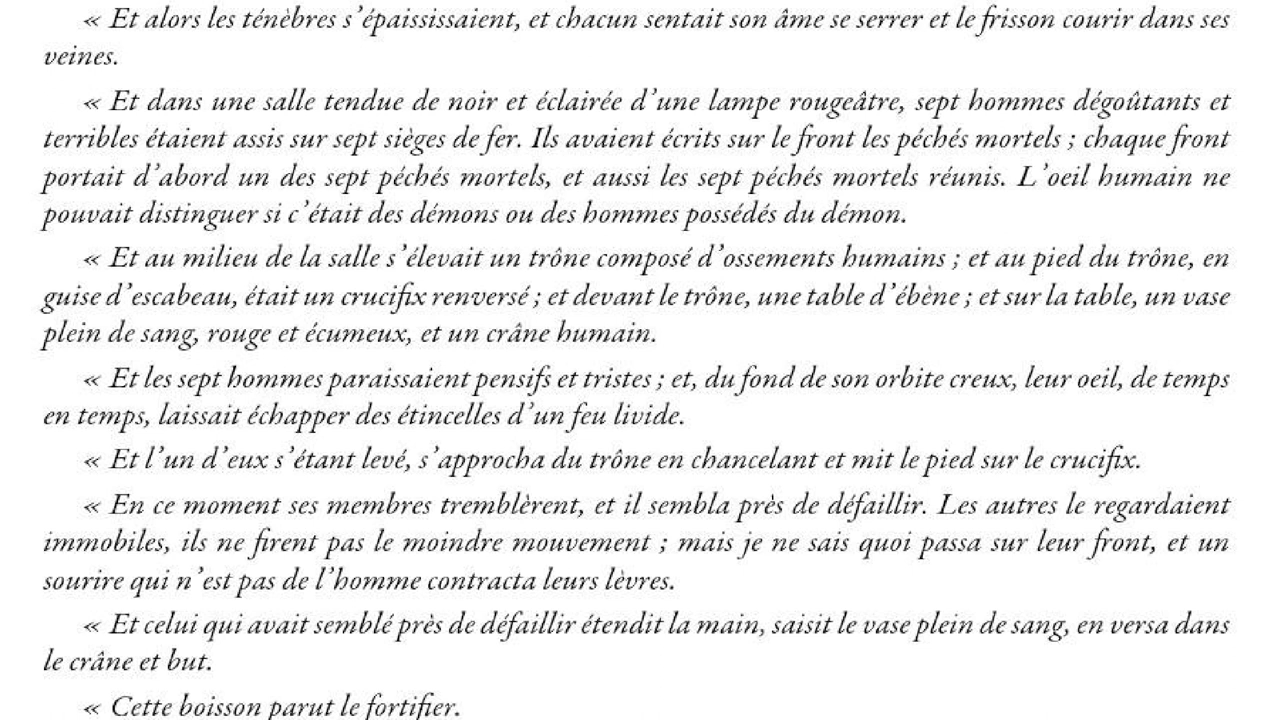 « Et alors les ténèbres s’épaississaient, et chacun sentait son âme se serrer et le frisson courir dans ses
veines.
« Et dans une salle tendue de noir et éclairée d’une lampe rougeâtre, sept hommes dégoûtants et
terribles étaient assis sur sept sièges de fer. Ils avaient écrits sur le front les péchés mortels ; chaque front
portait d’abord un des sept péchés mortels, et aussi les sept péchés mortels réunis. L’oeil humain ne
pouvait distinguer si c’était des démons ou des hommes possédés du démon.
« Et au milieu de la salle s’élevait un trône composé d’ossements humains ; et au pied du trône, en
guise d’escabeau, était un crucifix renversé ; et devant le trône, une table d’ébène ; et sur la table, un vase
plein de sang, rouge et écumeux, et un crâne humain.
« Et les sept hommes paraissaient pensifs et tristes ; et, du fond de son orbite creux, leur oeil, de temps
en temps, laissait échapper des étincelles d’un feu livide.
« Et l’un d’eux s’étant levé, s’approcha du trône en chancelant et mit le pied sur le crucifix.
« En ce moment ses membres tremblèrent, et il sembla près de défaillir. Les autres le regardaient
immobiles, ils ne firent pas le moindre mouvement ; mais je ne sais quoi passa sur leur front, et un
sourire qui n’est pas de l’homme contracta leurs lèvres.
« Et celui qui avait semblé près de défaillir étendit la main, saisit le vase plein de sang, en versa dans
le crâne et but.
« Cette boisson parut le fortifier.